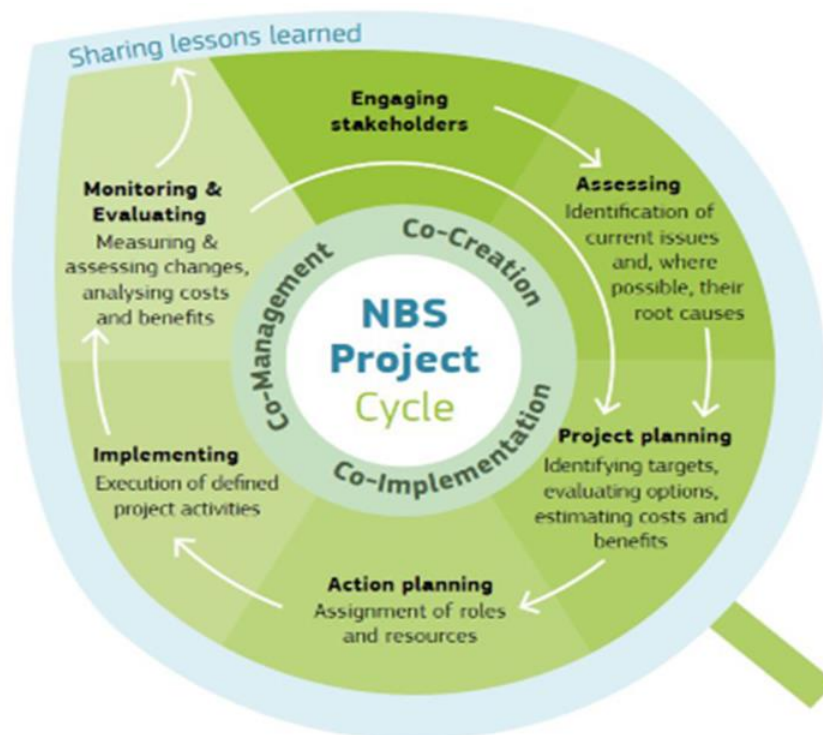 Sharing lessons learned
Engaging
stakeholders
Assessing
Identification of
current issues
and, where
possible, their
root causes
Project planning
Identifying targets,
evaluating options,
estimating costs and
benefits
Action planning
Assignment of roles
and resources
Implementing
Execution of defined
project activities
Monitoring &
Evaluating
Measuring &
assessing changes,
analysing costs
and benefits
Co-Creation
Co-Implementation
Co-Management
NBS
Project
Cycle